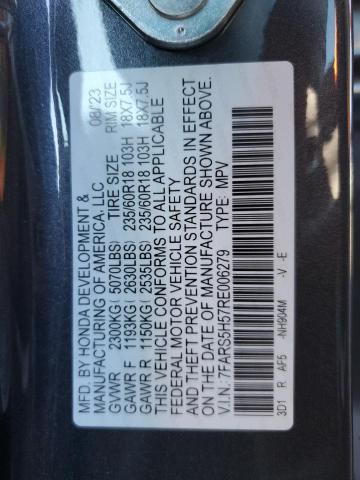 MFD. BY HONDA DEVELOPMENT &
MANUFACTURING OF AMERICA, LLC 08/23
GVWR 2300KG( 5070LBS) TIRE SIZE RIM SIZE
GAWR F 1193KG( 2630LBS) 235/60R18 103H 18X7.5J
GAWR R 1150KG( 2535LBS) 235/60R18 103H 18X7.5J
THIS VEHICLE CONFORMS TO ALL APPLICABLE
FEDERAL MOTOR VEHICLE SAFETY
AND THEFT PREVENTION STANDARDS IN EFFECT
ON THE DATE OF MANUFACTURE SHOWN ABOVE.
V.I.N.: 7FARS5H57RE006279 TYPE: MPV
3D1 R AF5 -NH904M -V -E